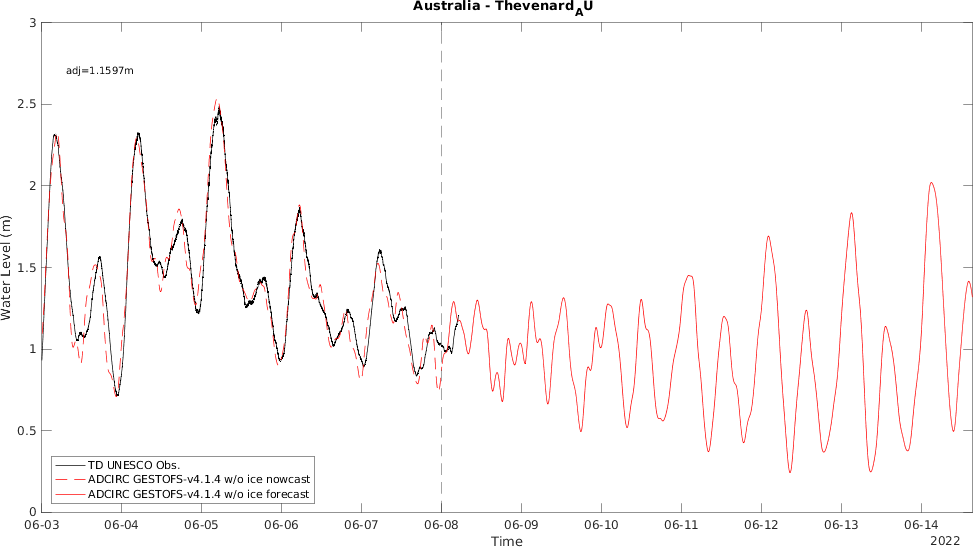 Australia - Thevenard_AU
3
adj=1.1597m
2.5
2
1.5
1
0.5
0
Water Level (m)
TD UNESCO Obs.
ADCIRC GESTOFS-v4.1.4 w/o ice nowcast
ADCIRC GESTOFS-v4.1.4 w/o ice forecast
06-03 06-04 06-05 06-06 06-07 06-08 06-09 06-10 06-11 06-12 06-13 06-14
Time
2022